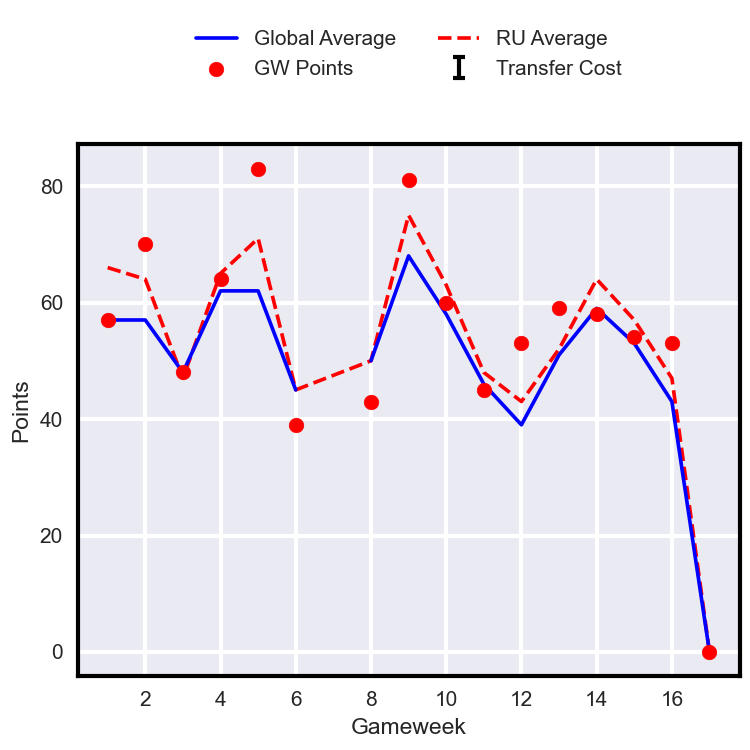 Global Average RU Average
GW Points Transfer Cost
80
60
40
20
0
Points
2 4 6 8 10 12 14 16
Gameweek